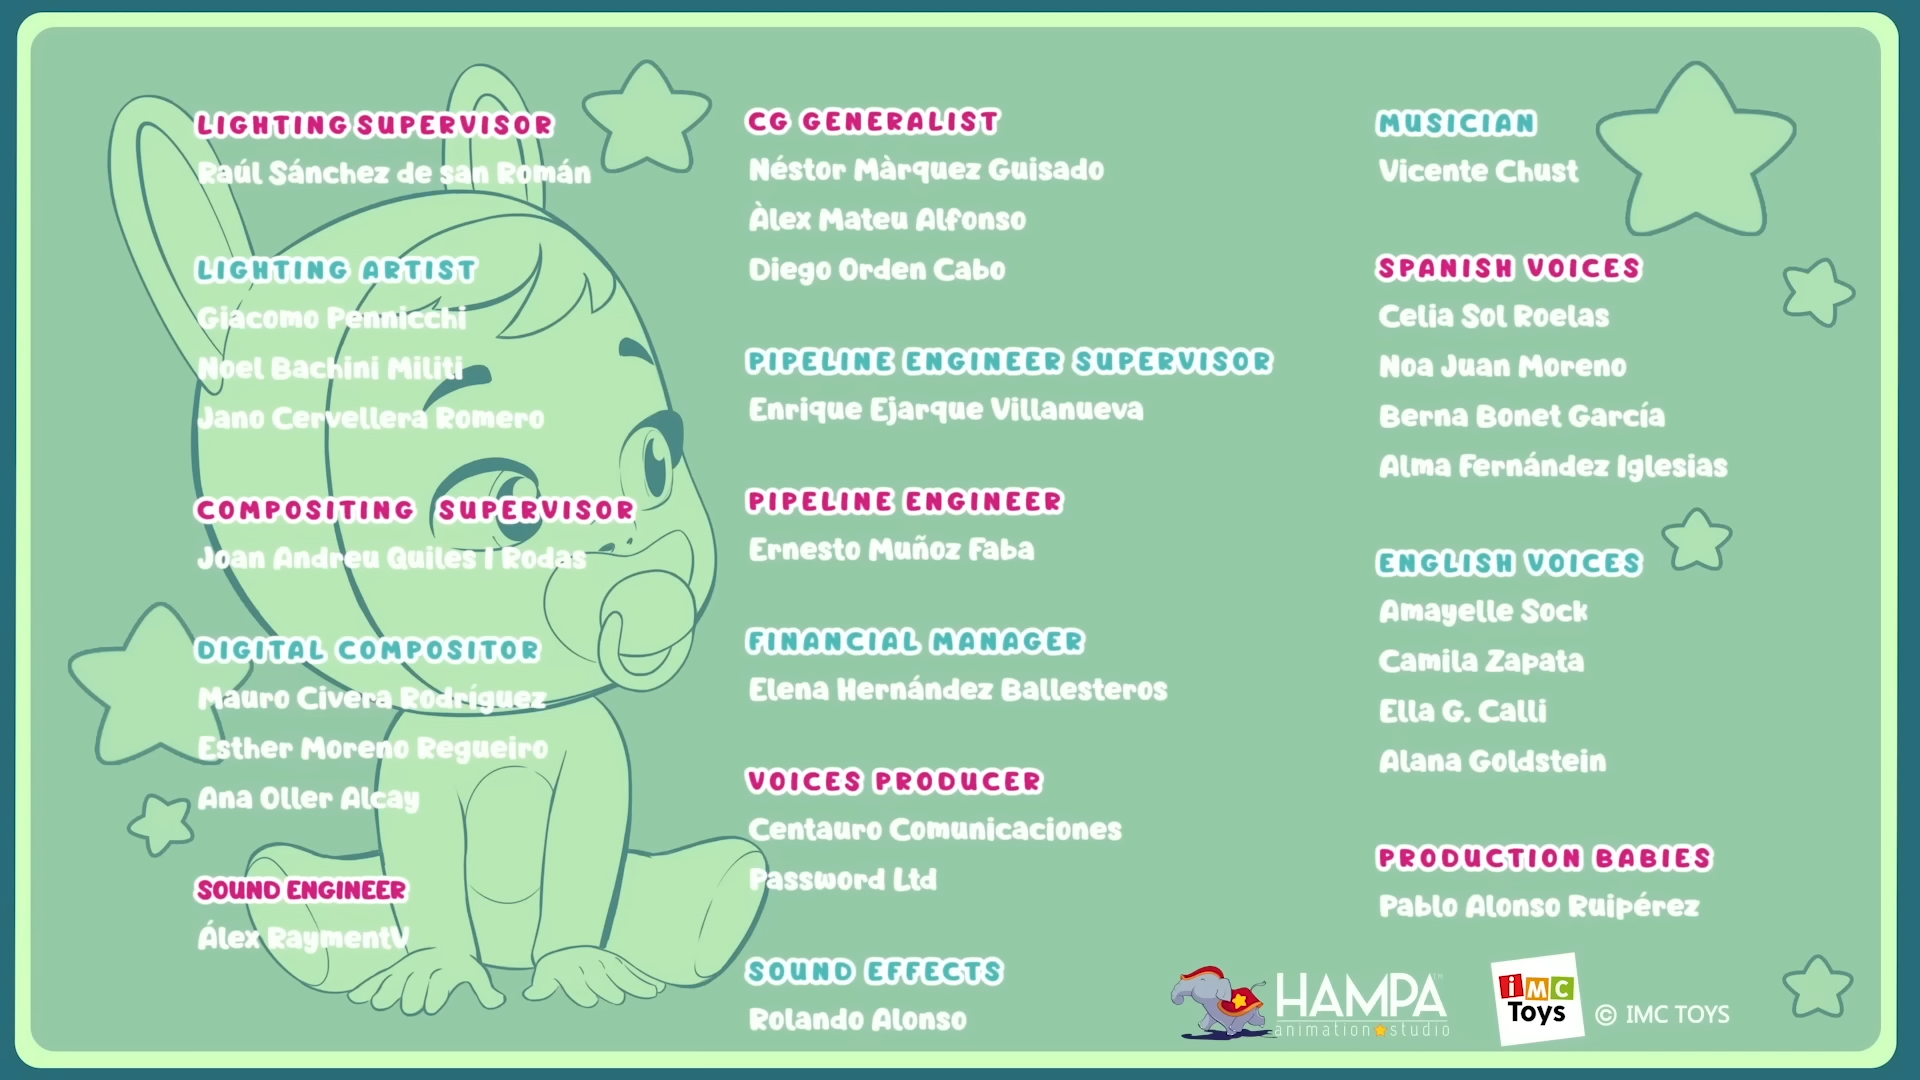 LIGHTING SUPERVISOR
Raúl Sánchez de san Román
LIGHTING ARTIST
Giacomo Pennicchi
Noel Bachini Militi
Jano Cervellera Romero
COMPOSITING SUPERVISOR
Joan Andreu Quiles I Rodas
DIGITAL COMPOSITOR
Mauro Civera Rodríguez
Esther Moreno Regueiro
Ana Oller Alcay
SOUND ENGINEER
Álex RaymentV
CG GENERALIST
Néstor Màrquez Guisado
Àlex Mateu Alfonso
Diego Orden Cabo
PIPELINE ENGINEER SUPERVISOR
Enrique Ejarque Villanueva
PIPELINE ENGINEER
Ernesto Muñoz Faba
FINANCIAL MANAGER
Elena Hernández Ballesteros
VOICES PRODUCER
Centauro Comunicaciones
Password Ltd
SOUND EFFECTS
Rolando Alonso
MUSICIAN
Vicente Chust
SPANISH VOICES
Celia Sol Roelas
Noa Juan Moreno
Berna Bonet García
Alma Fernández Iglesias
ENGLISH VOICES
Amayelle Sock
Camila Zapata
Ella G. Calli
Alana Goldstein
PRODUCTION BABIES
Pablo Alonso Ruipérez
HAMPA™
animation studio
iMC
Toys
© IMC TOYS